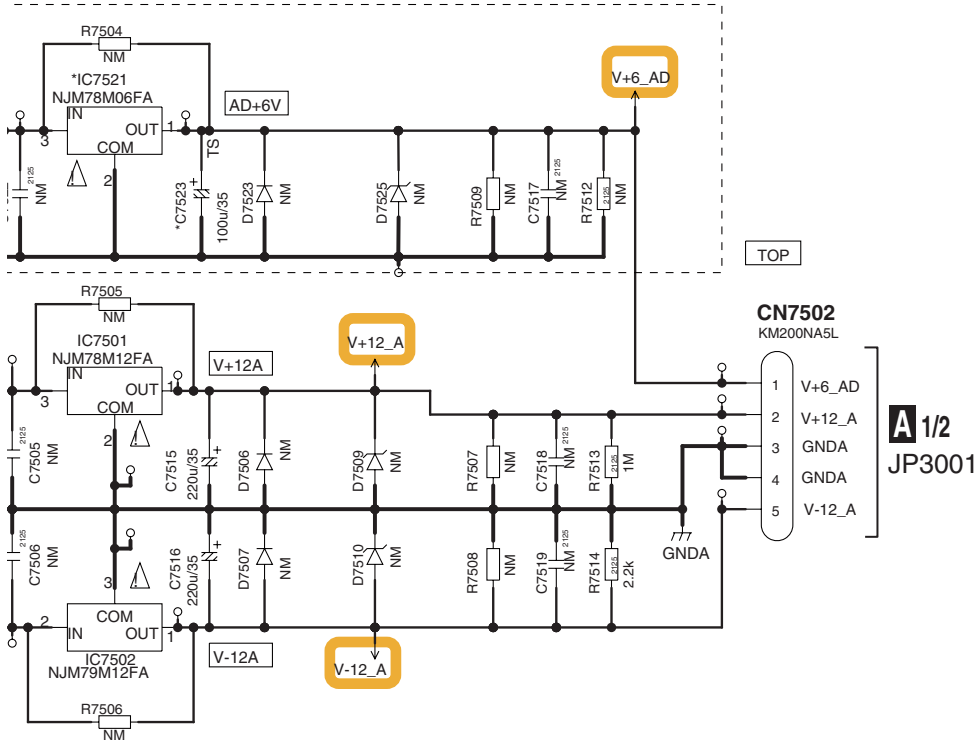 R7504
NM
*IC7521
NJM78M06FA
IN
OUT
COM
3
1
2
AD+6V
V+6_AD
TS
2125
NM
*C7523
+
100u/35
D7523
NM
D7525
NM
R7509
NM
C7517
2125
NM
R7512
2125
NM
TOP
R7505
NM
IC7501
NJM78M12FA
IN
OUT
COM
3
1
2
V+12A
V+12_A
C7505
2125
NM
C7515
220u/35
+
D7506
NM
D7509
NM
R7507
NM
C7518
2125
NM
R7513
2125
1M
CN7502
KM200NA5L
1 V+6_AD
2 V+12_A
3 GNDA
4 GNDA
5 V-12_A
A 1/2
JP3001
GNDA
C7506
2125
NM
C7516
220u/35
+
D7507
NM
D7510
NM
R7508
NM
C7519
2125
NM
R7514
2125
2.2k
3
COM
2
IN
OUT
1
IC7502
NJM79M12FA
V-12A
V-12_A
R7506
NM